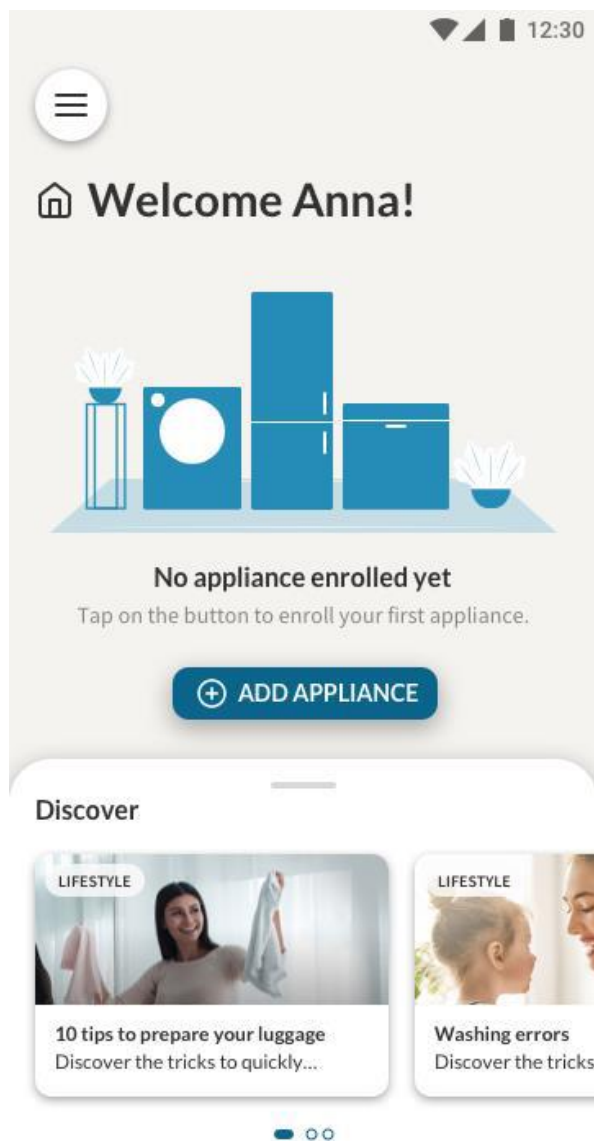 12:30
Welcome Anna!
No appliance enrolled yet
Tap on the button to enroll your first appliance.
ADD APPLIANCE
Discover
LIFESTYLE
10 tips to prepare your luggage
Discover the tricks to quickly...
LIFESTYLE
Washing errors
Discover the tricks